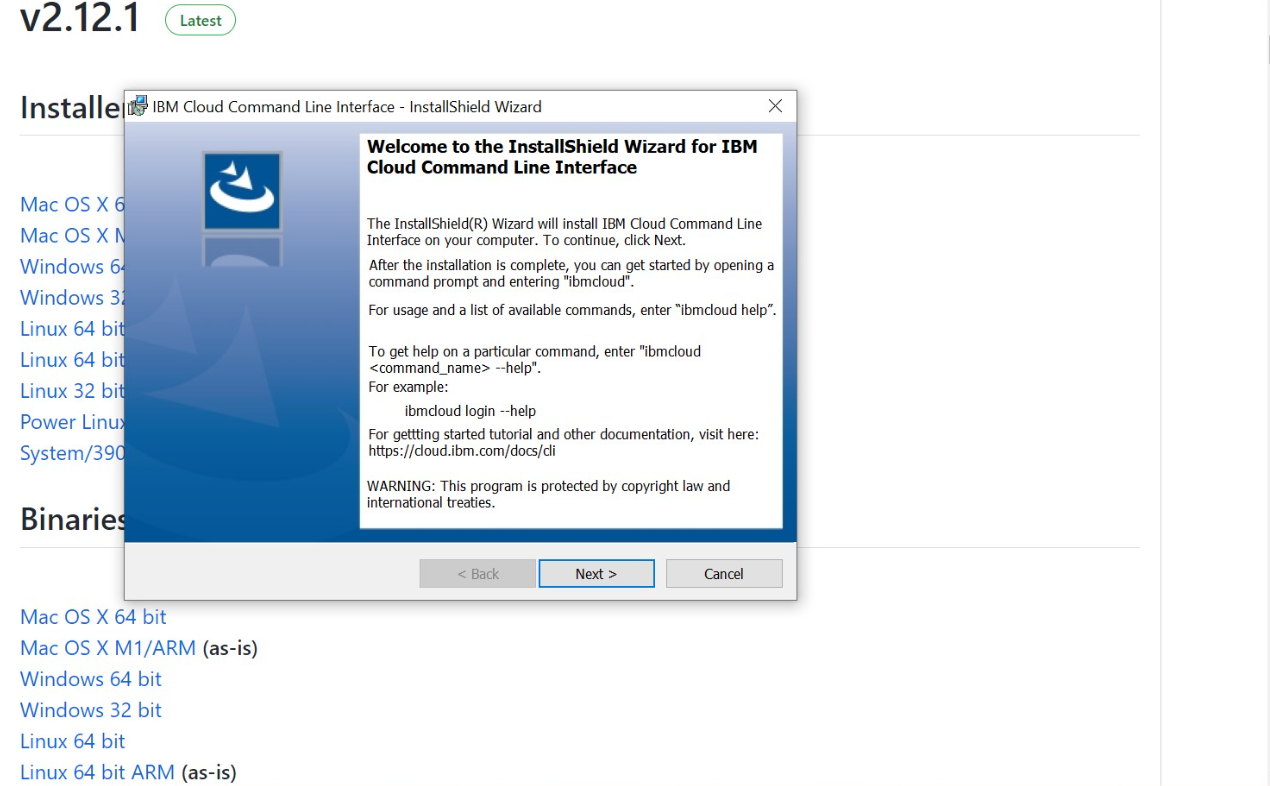 v2.12.1 Latest
Installe
IBM Cloud Command Line Interface - InstallShield Wizard
Welcome to the InstallShield Wizard for IBM
Cloud Command Line Interface
The InstallShield(R) Wizard will install IBM Cloud Command Line
Interface on your computer. To continue, click Next.
After the installation is complete, you can get started by opening a
command prompt and entering "ibmcloud".
For usage and a list of available commands, enter “ibmcloud help”.
To get help on a particular command, enter "ibmcloud
<command_name> --help".
For example:
ibmcloud login --help
For gettting started tutorial and other documentation, visit here:
https://cloud.ibm.com/docs/cli
WARNING: This program is protected by copyright law and
international treaties.
< Back Next > Cancel
Mac OS X 6
Mac OS X M
Windows 64
Windows 32
Linux 64 bit
Linux 64 bit
Linux 32 bit
Power Linux
System/390
Binaries
Mac OS X 64 bit
Mac OS X M1/ARM (as-is)
Windows 64 bit
Windows 32 bit
Linux 64 bit
Linux 64 bit ARM (as-is)